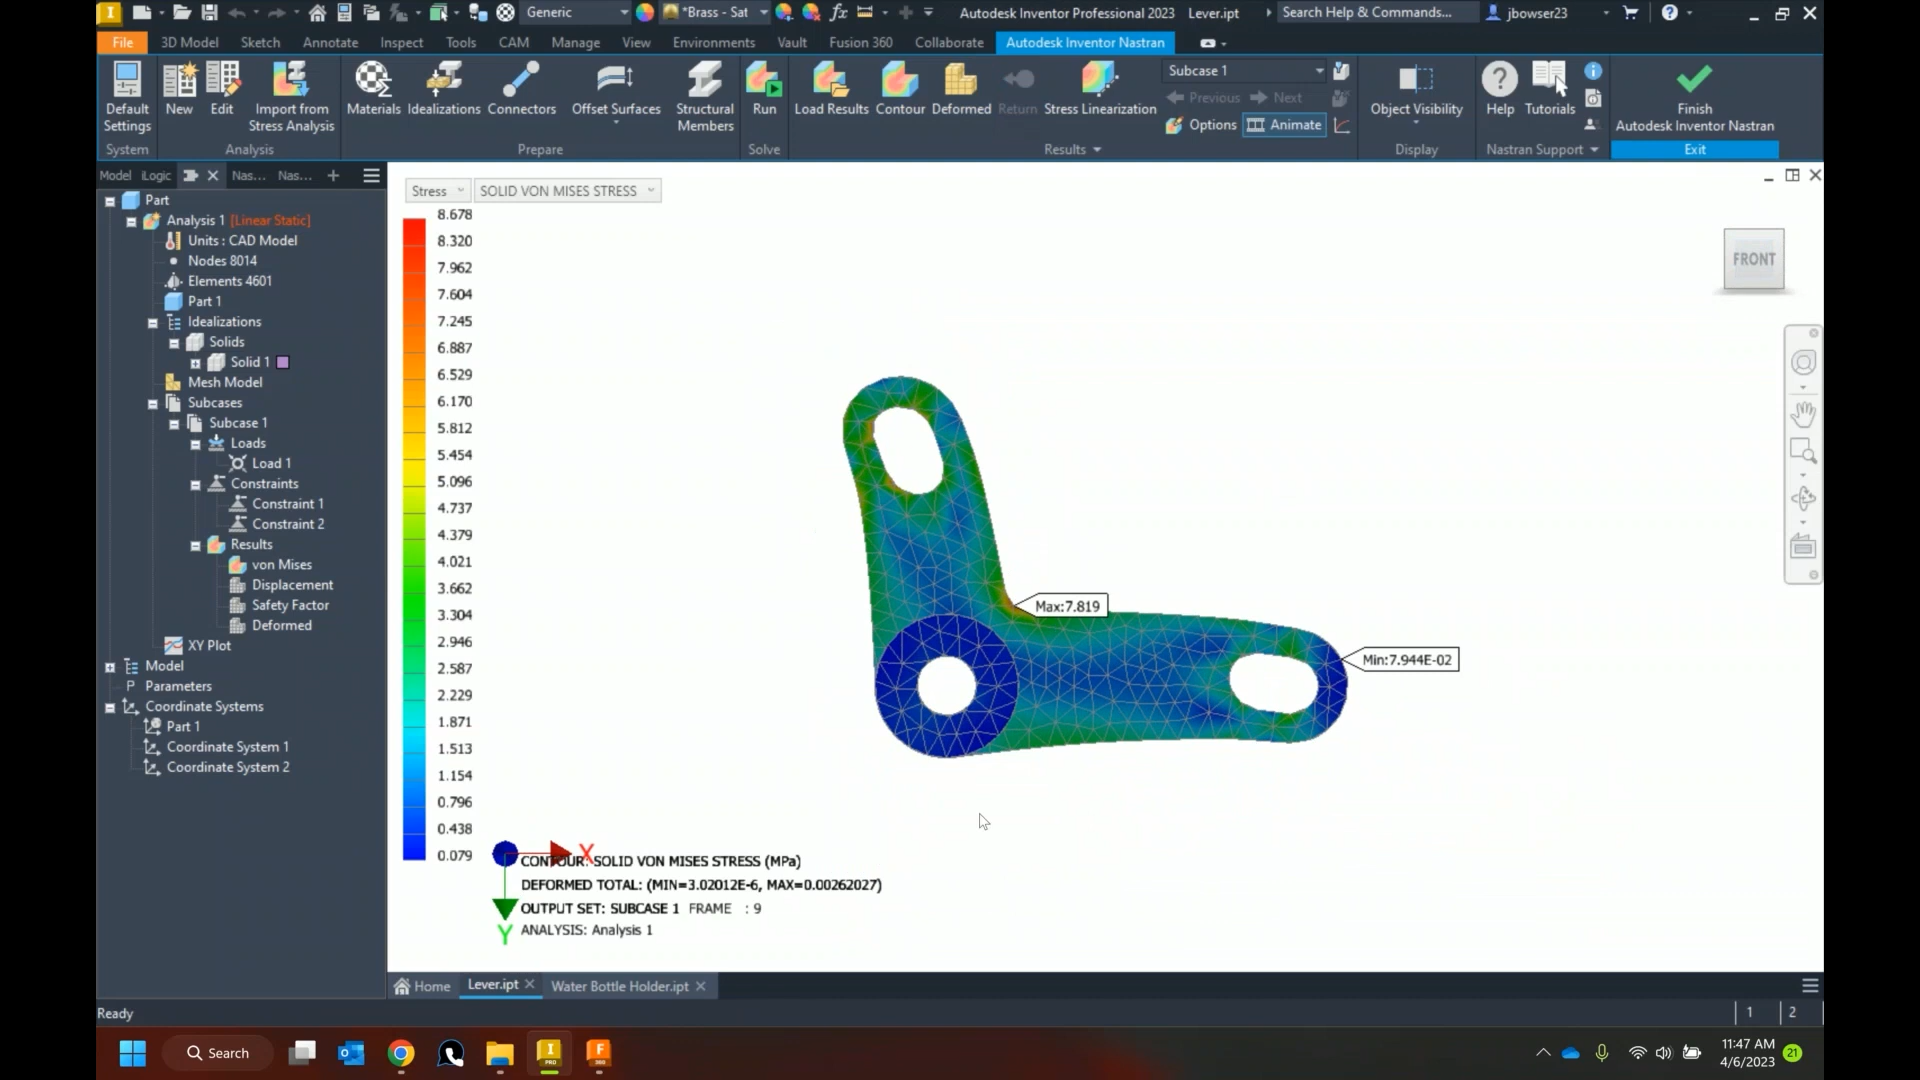 Generic
*Brass - Sat
fx
Autodesk Inventor Professional 2023 Lever.ipt
Search Help & Commands...
jbowser23
File 3D Model Sketch Annotate Inspect Tools CAM Manage View Environments Vault Fusion 360 Collaborate Autodesk Inventor Nastran
Default Settings
New
Edit
Import from Stress Analysis
Materials
Idealizations
Connectors
Offset Surfaces
Structural Members
Run
Load Results
Contour
Deformed
Return
Stress Linearization
Subcase 1
Previous Next
Options Animate
Object Visibility
Help
Tutorials
Finish Autodesk Inventor Nastran
System Analysis Prepare Solve Results Display Nastran Support Exit
Model iLogic Nas... Nas...
Part
Analysis 1 [Linear Static]
Units : CAD Model
Nodes 8014
Elements 4601
Part 1
Idealizations
Solids
Solid 1
Mesh Model
Subcases
Subcase 1
Loads
Load 1
Constraints
Constraint 1
Constraint 2
Results
von Mises
Displacement
Safety Factor
Deformed
XY Plot
Model
P Parameters
Coordinate Systems
Part 1
Coordinate System 1
Coordinate System 2
Stress SOLID VON MISES STRESS
8.678
8.320
7.962
7.604
7.245
6.887
6.529
6.170
5.812
5.454
5.096
4.737
4.379
4.021
3.662
3.304
2.946
2.587
2.229
1.871
1.513
1.154
0.796
0.438
0.079
FRONT
Max:7.819
Min:7.944E-02
X
Y
CONTOUR: SOLID VON MISES STRESS (MPa)
DEFORMED TOTAL: (MIN=3.02012E-6, MAX=0.00262027)
OUTPUT SET: SUBCASE 1 FRAME : 9
ANALYSIS: Analysis 1
Home Lever.ipt Water Bottle Holder.ipt
Ready
1 2
Search
11:47 AM
4/6/2023
21